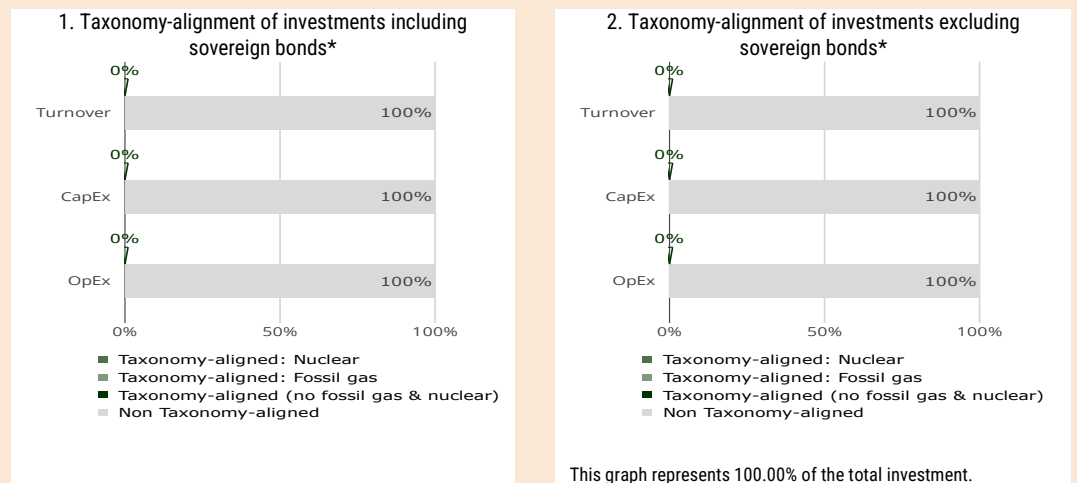 1. Taxonomy-alignment of investments including
sovereign bonds*
0%
Turnover
100%
0%
CapEx
100%
0%
OpEx
100%
0%
50%
100%
Taxonomy-aligned: Nuclear
Taxonomy-aligned: Fossil gas
Taxonomy-aligned (no fossil gas & nuclear)
Non Taxonomy-aligned
2. Taxonomy-alignment of investments excluding
sovereign bonds*
0%
Turnover
100%
0%
CapEx
100%
0%
OpEx
100%
0%
50%
100%
Taxonomy-aligned: Nuclear
Taxonomy-aligned: Fossil gas
Taxonomy-aligned (no fossil gas & nuclear)
Non Taxonomy-aligned
This graph represents 100.00% of the total investment.